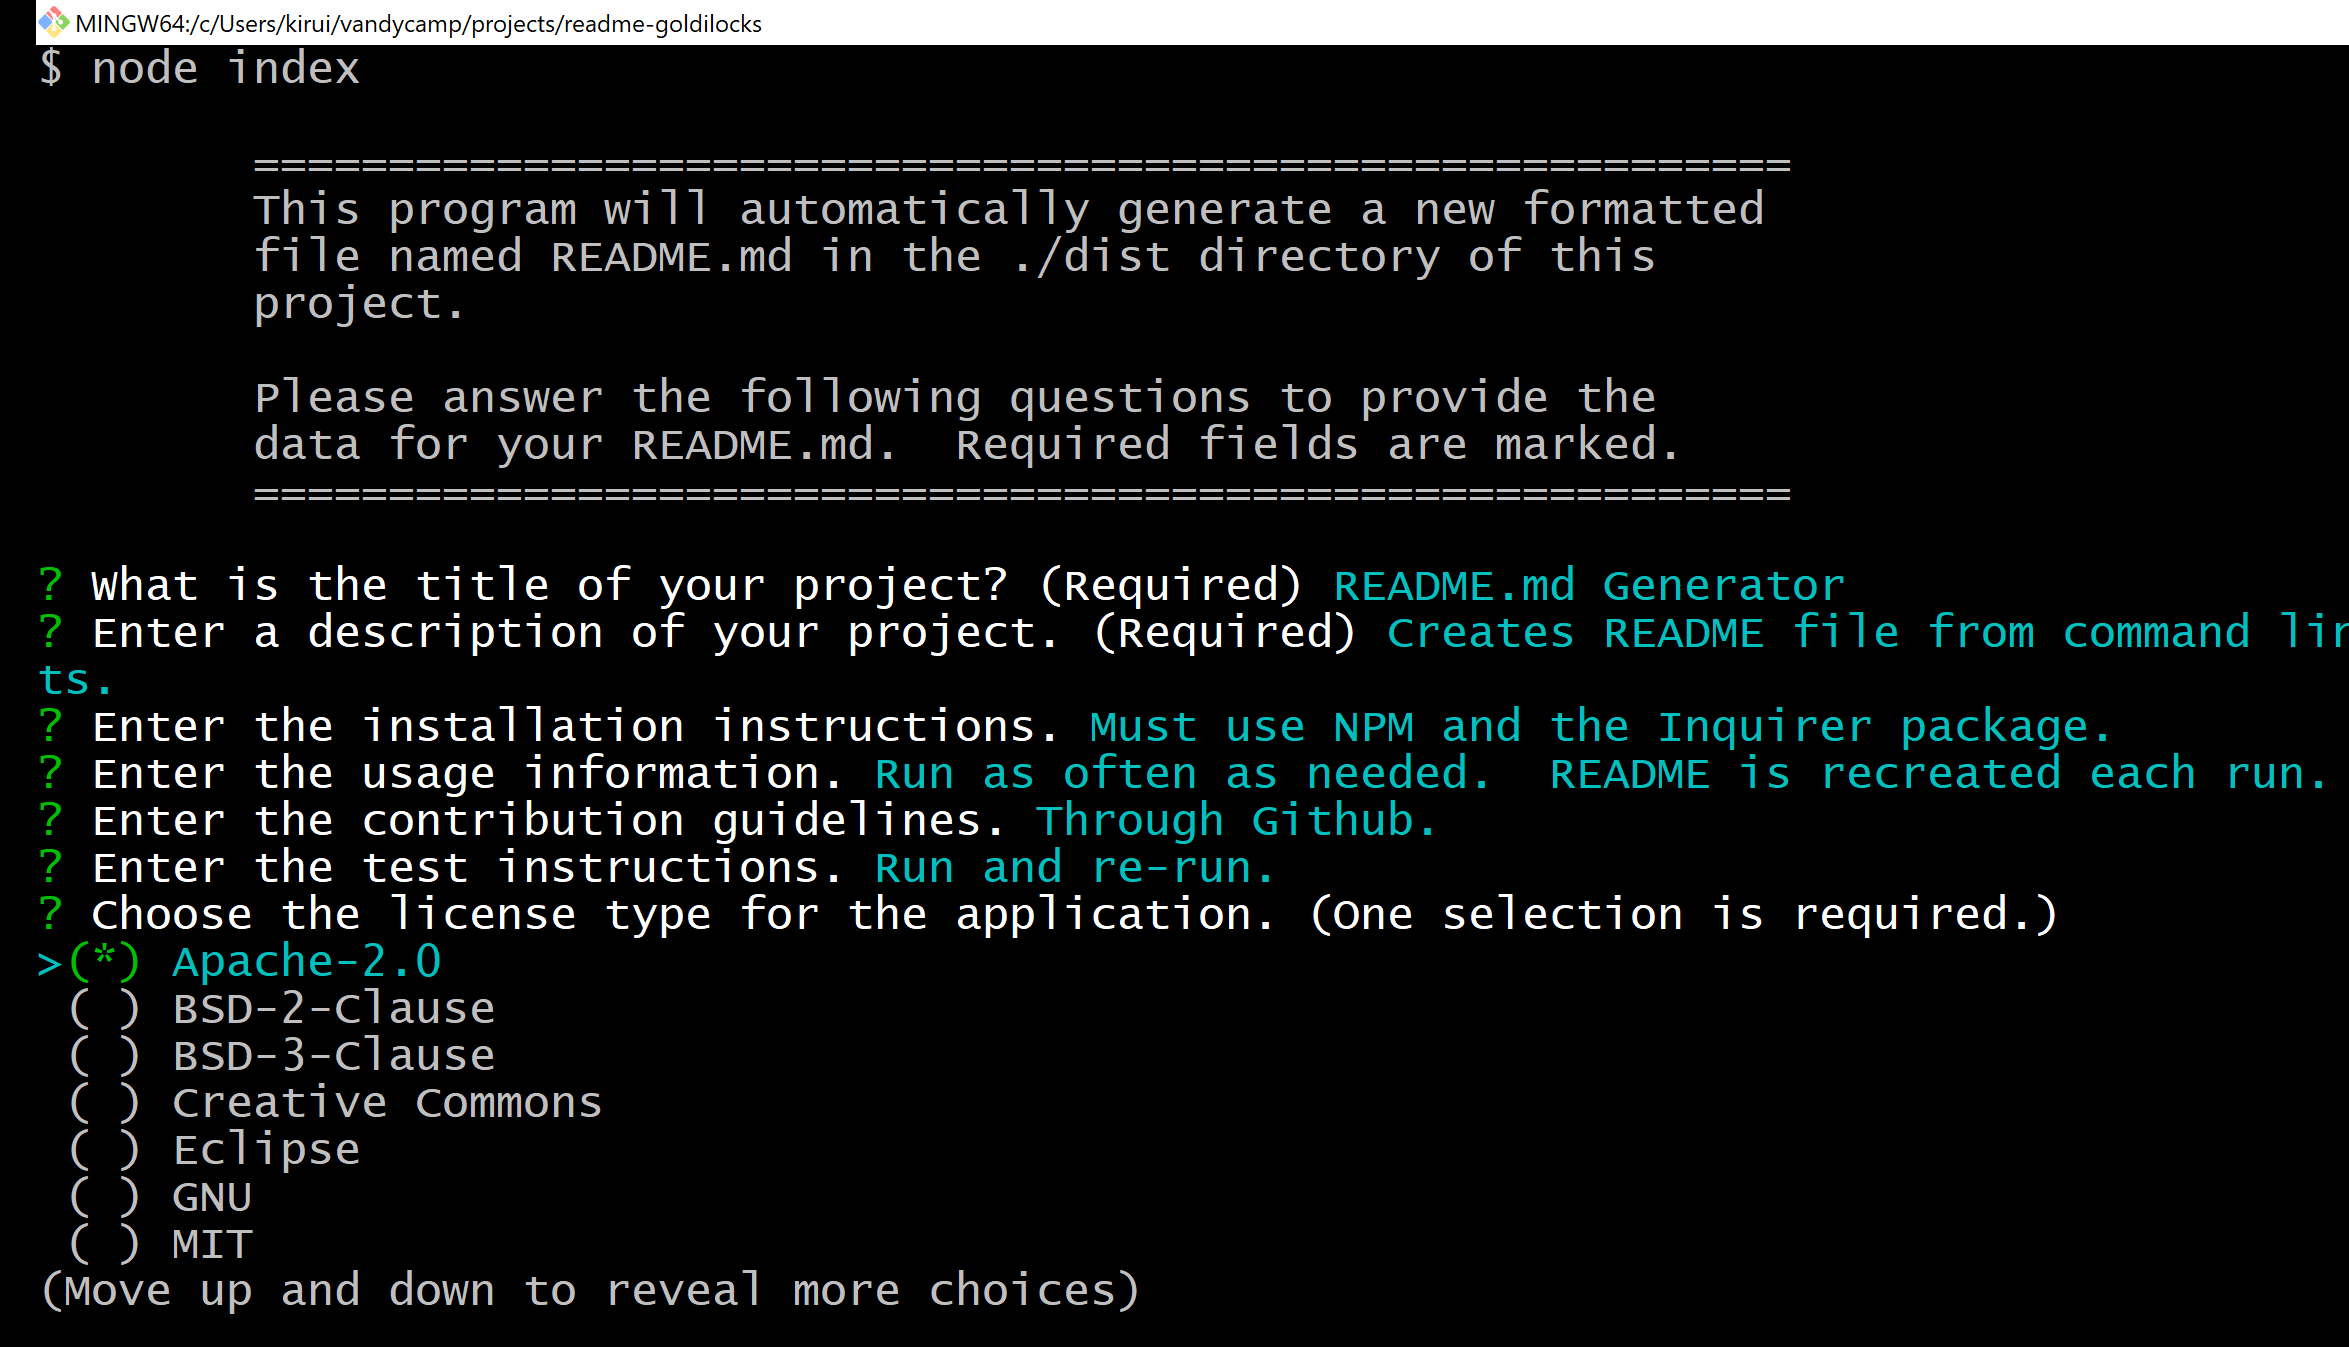 MINGW64:/c/Users/kirui/vandycamp/projects/readme-goldilocks
$ node index
=========================================================
This program will automatically generate a new formatted
file named README.md in the ./dist directory of this
project.
Please answer the following questions to provide the
data for your README.md.  Required fields are marked.
=========================================================
? What is the title of your project? (Required) README.md Generator
? Enter a description of your project. (Required) Creates README file from command
ts.
? Enter the installation instructions. Must use NPM and the Inquirer package.
? Enter the usage information. Run as often as needed.  README is recreated each run.
? Enter the contribution guidelines. Through Github.
? Enter the test instructions. Run and re-run.
? Choose the license type for the application. (One selection is required.)
>(*) Apache-2.0
( ) BSD-2-Clause
( ) BSD-3-Clause
( ) Creative Commons
( ) Eclipse
( ) GNU
( ) MIT
(Move up and down to reveal more choices)